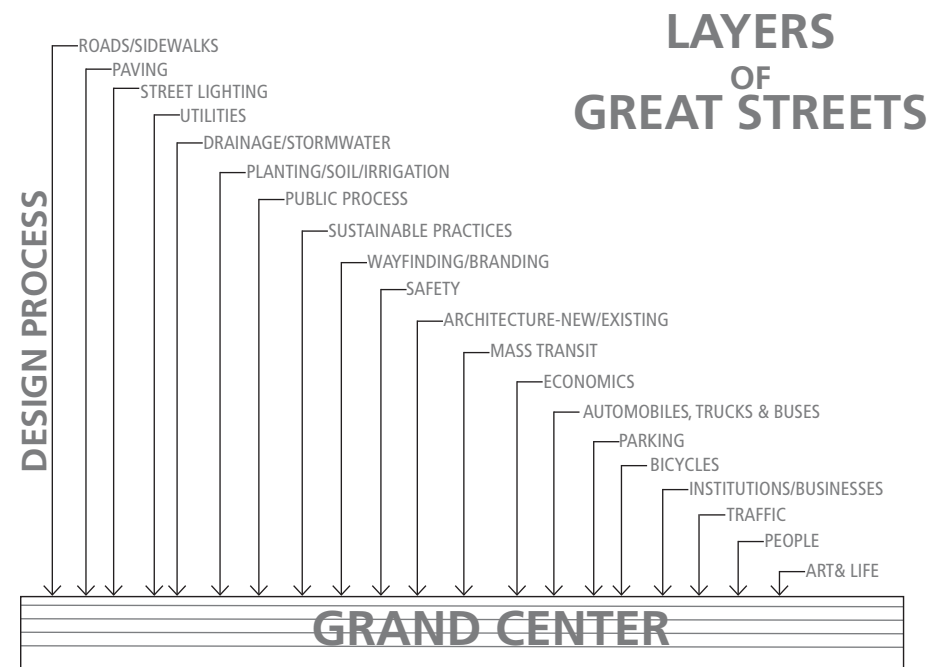 LAYERS
OF
GREAT STREETS
ROADS/SIDEWALKS
PAVING
STREET LIGHTING
UTILITIES
DRAINAGE/STORMWATER
PLANTING/SOIL/IRRIGATION
PUBLIC PROCESS
SUSTAINABLE PRACTICES
WAYFINDING/BRANDING
SAFETY
ARCHITECTURE-NEW/EXISTING
MASS TRANSIT
ECONOMICS
AUTOMOBILES, TRUCKS & BUSES
PARKING
BICYCLES
INSTITUTIONS/BUSINESSES
TRAFFIC
PEOPLE
ART& LIFE
DESIGN PROCESS
GRAND CENTER